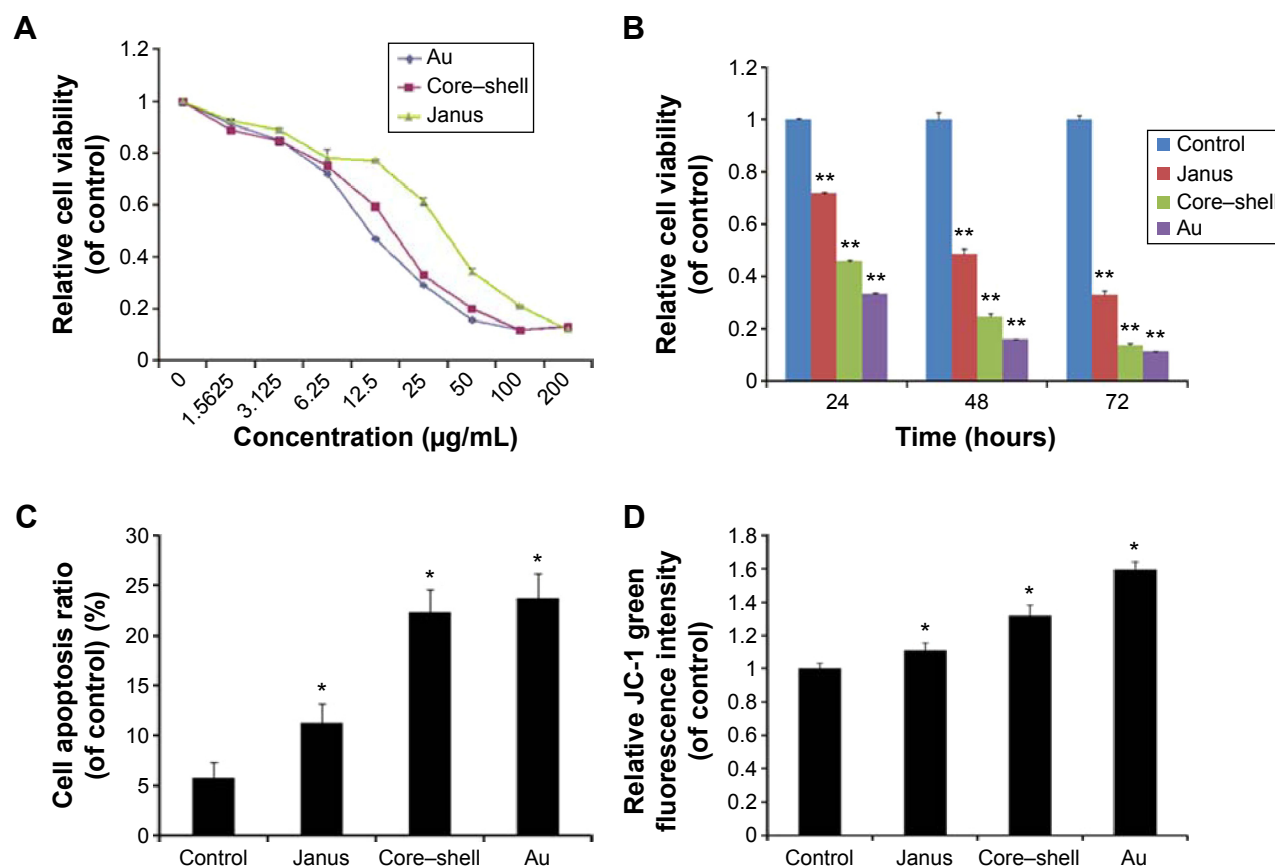 A
Relative cell viability
(of control)
1.2
1
0.8
0.6
0.4
0.2
0
Au
Core–shell
Janus
0 1.5625 3.125 6.25 12.5 25 50 100 200
Concentration (µg/mL)
B
Relative cell viability
(of control)
1.2
1
0.8
0.6
0.4
0.2
0
** ** **
** ** **
** ** **
Control
Janus
Core–shell
Au
24 48 72
Time (hours)
C
Cell apoptosis ratio
(of control) (%)
30
25
20
15
10
5
0
* * *
Control Janus Core–shell Au
D
Relative JC-1 green
fluorescence intensity
(of control)
1.8
1.6
1.4
1.2
1
0.8
0.6
0.4
0.2
0
* * *
Control Janus Core–shell Au